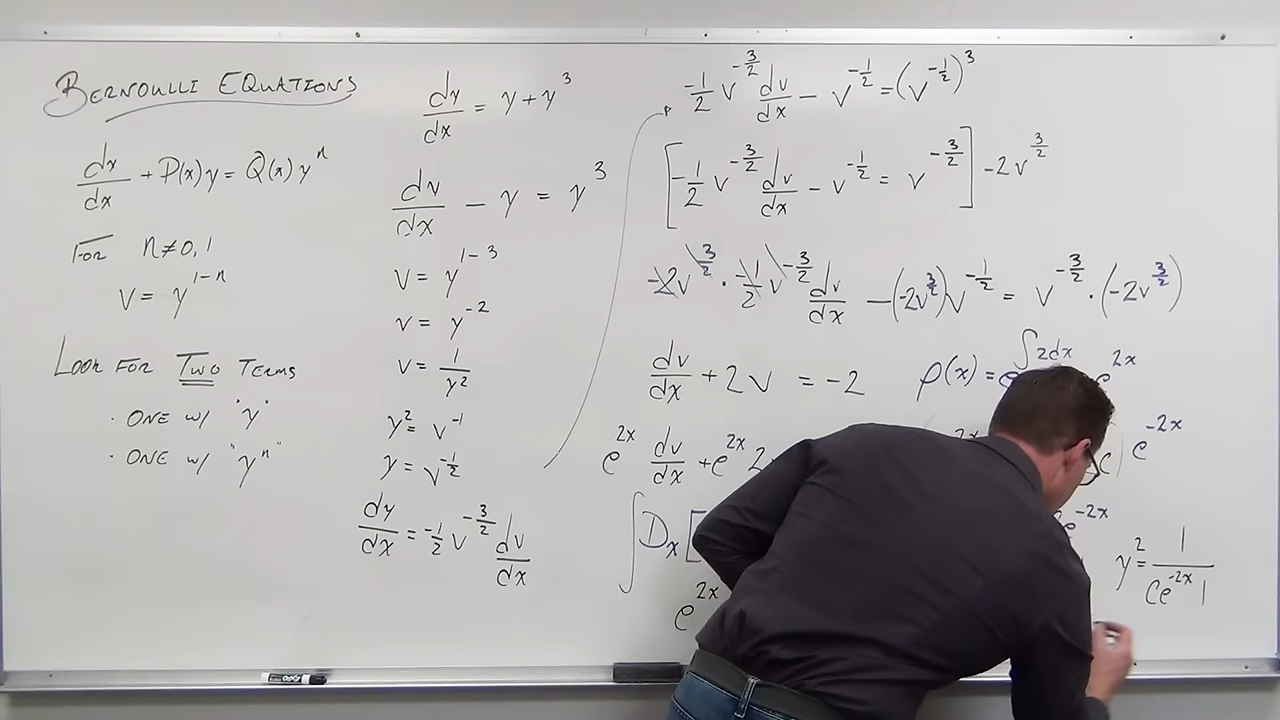 BERNOULLI EQUATIONS
dy/dx + P(x)y = Q(x)y^n
FOR n≠0,1
v = y^{1-n}
LOOK FOR TWO TERMS
· ONE w/ "y"
· ONE w/ "y^n"
dy/dx = y + y^3
dy/dx - y = y^3
v = y^{1-3}
v = y^{-2}
v = 1/y^2
y^2 = v^{-1}
y = v^{-1/2}
dy/dx = -1/2 v^{-3/2} dv/dx
-1/2 v^{-3/2} dv/dx - v^{-1/2} = (v^{-1/2})^3
[-1/2 v^{-3/2} dv/dx - v^{-1/2} = v^{-3/2}] -2v^{3/2}
-2v^{3/2} · -1/2 v^{-3/2} dv/dx - (-2v^{3/2})v^{-1/2} = v^{-3/2} · (-2v^{3/2})
dv/dx + 2v = -2
ρ(x) = e^{∫2dx} e^{2x}
e^{2x} dv/dx + e^{2x} 2
2x c) e^{-2x}
∫ D_x [
e^{-2x}
e^{2x}
y^2 = 1/(Ce^{-2x} 1)